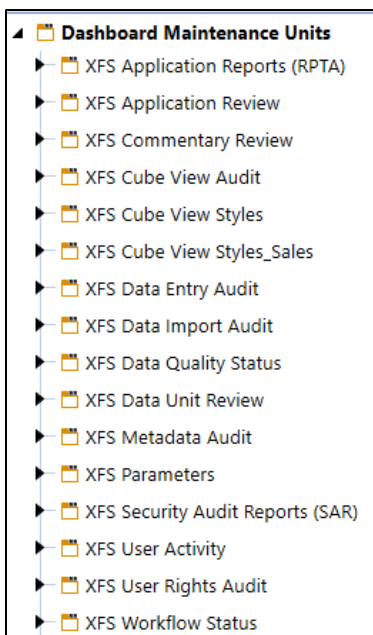 Dashboard Maintenance Units
XFS Application Reports (RPTA)
XFS Application Review
XFS Commentary Review
XFS Cube View Audit
XFS Cube View Styles
XFS Cube View Styles_Sales
XFS Data Entry Audit
XFS Data Import Audit
XFS Data Quality Status
XFS Data Unit Review
XFS Metadata Audit
XFS Parameters
XFS Security Audit Reports (SAR)
XFS User Activity
XFS User Rights Audit
XFS Workflow Status